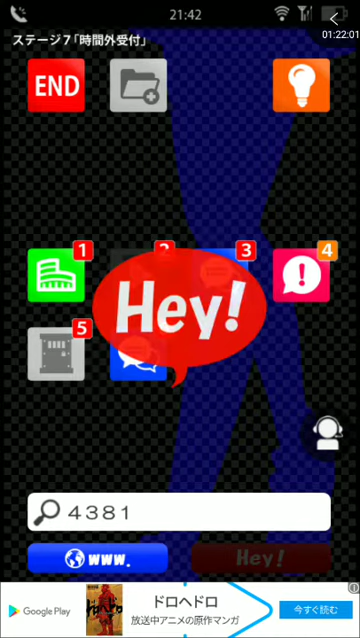 21:42
01:22:01
ステージ7「時間外受付」
END
1
2
3
4
5
Hey!
4381
www.
Hey!
Google Play
ドロヘドロ
放送中アニメの原作マンガ
今すぐ読む